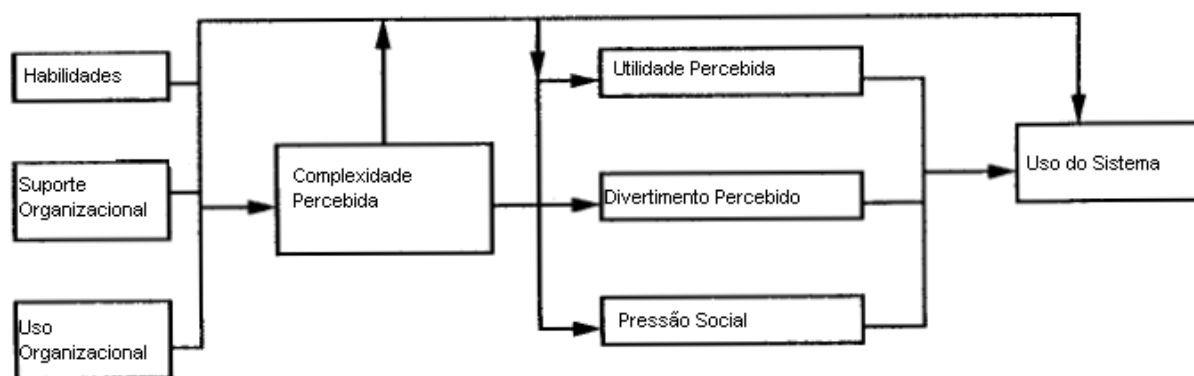 Habilidades
Suporte
Organizacional
Uso
Organizacional
Complexidade
Percebida
Utilidade Percebida
Divertimento Percebido
Pressão Social
Uso do Sistema